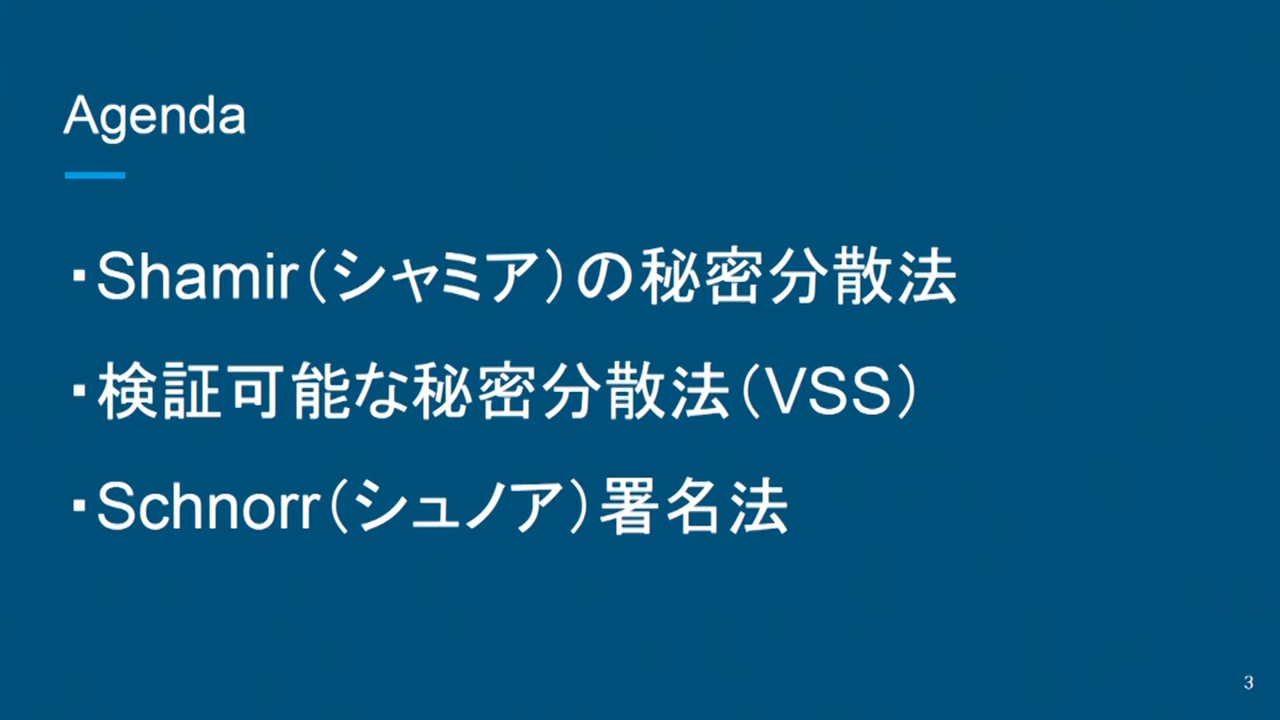 Agenda
・Shamir（シャミア）の秘密分散法
・検証可能な秘密分散法（VSS）
・Schnorr（シュノア）署名法
3